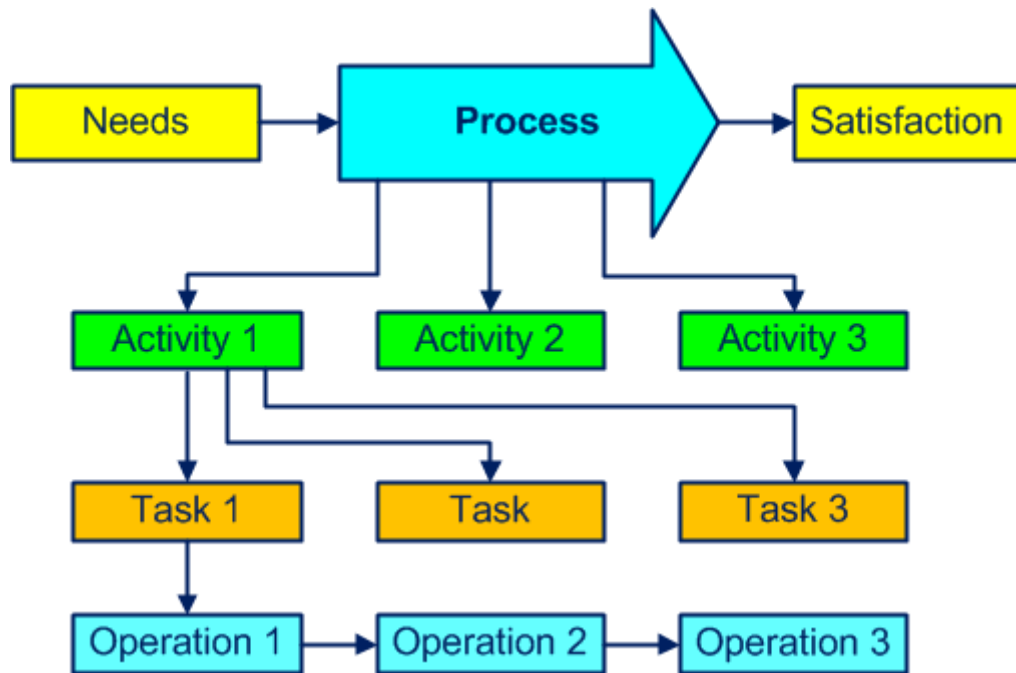 Needs
Process
Satisfaction
Activity 1
Activity 2
Activity 3
Task 1
Task
Task 3
Operation 1
Operation 2
Operation 3